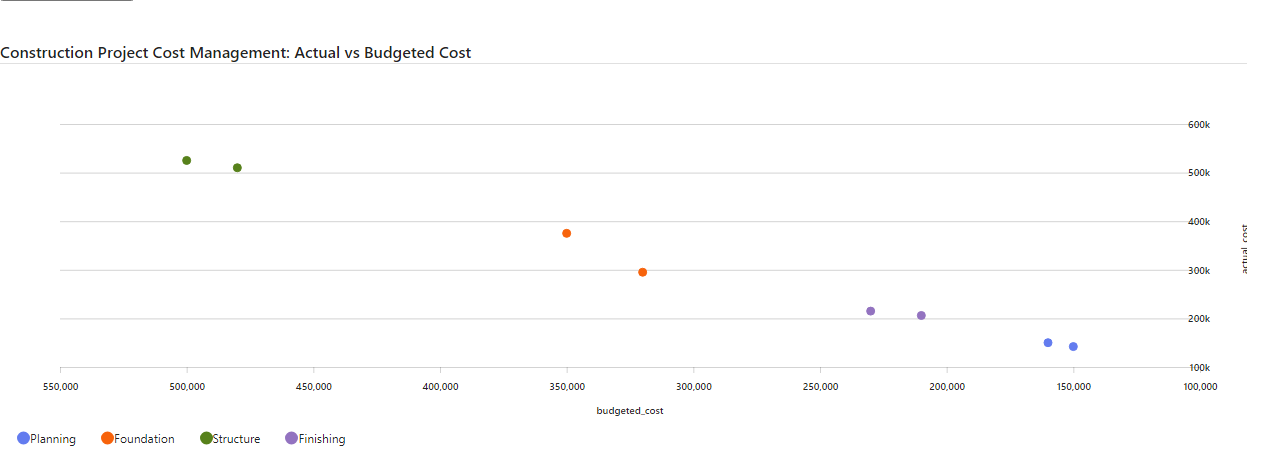 Construction Project Cost Management: Actual vs Budgeted Cost
600k
500k
400k
300k
200k
100k
actual_cost
550,000 500,000 450,000 400,000 350,000 300,000 250,000 200,000 150,000 100,000
budgeted_cost
Planning Foundation Structure Finishing